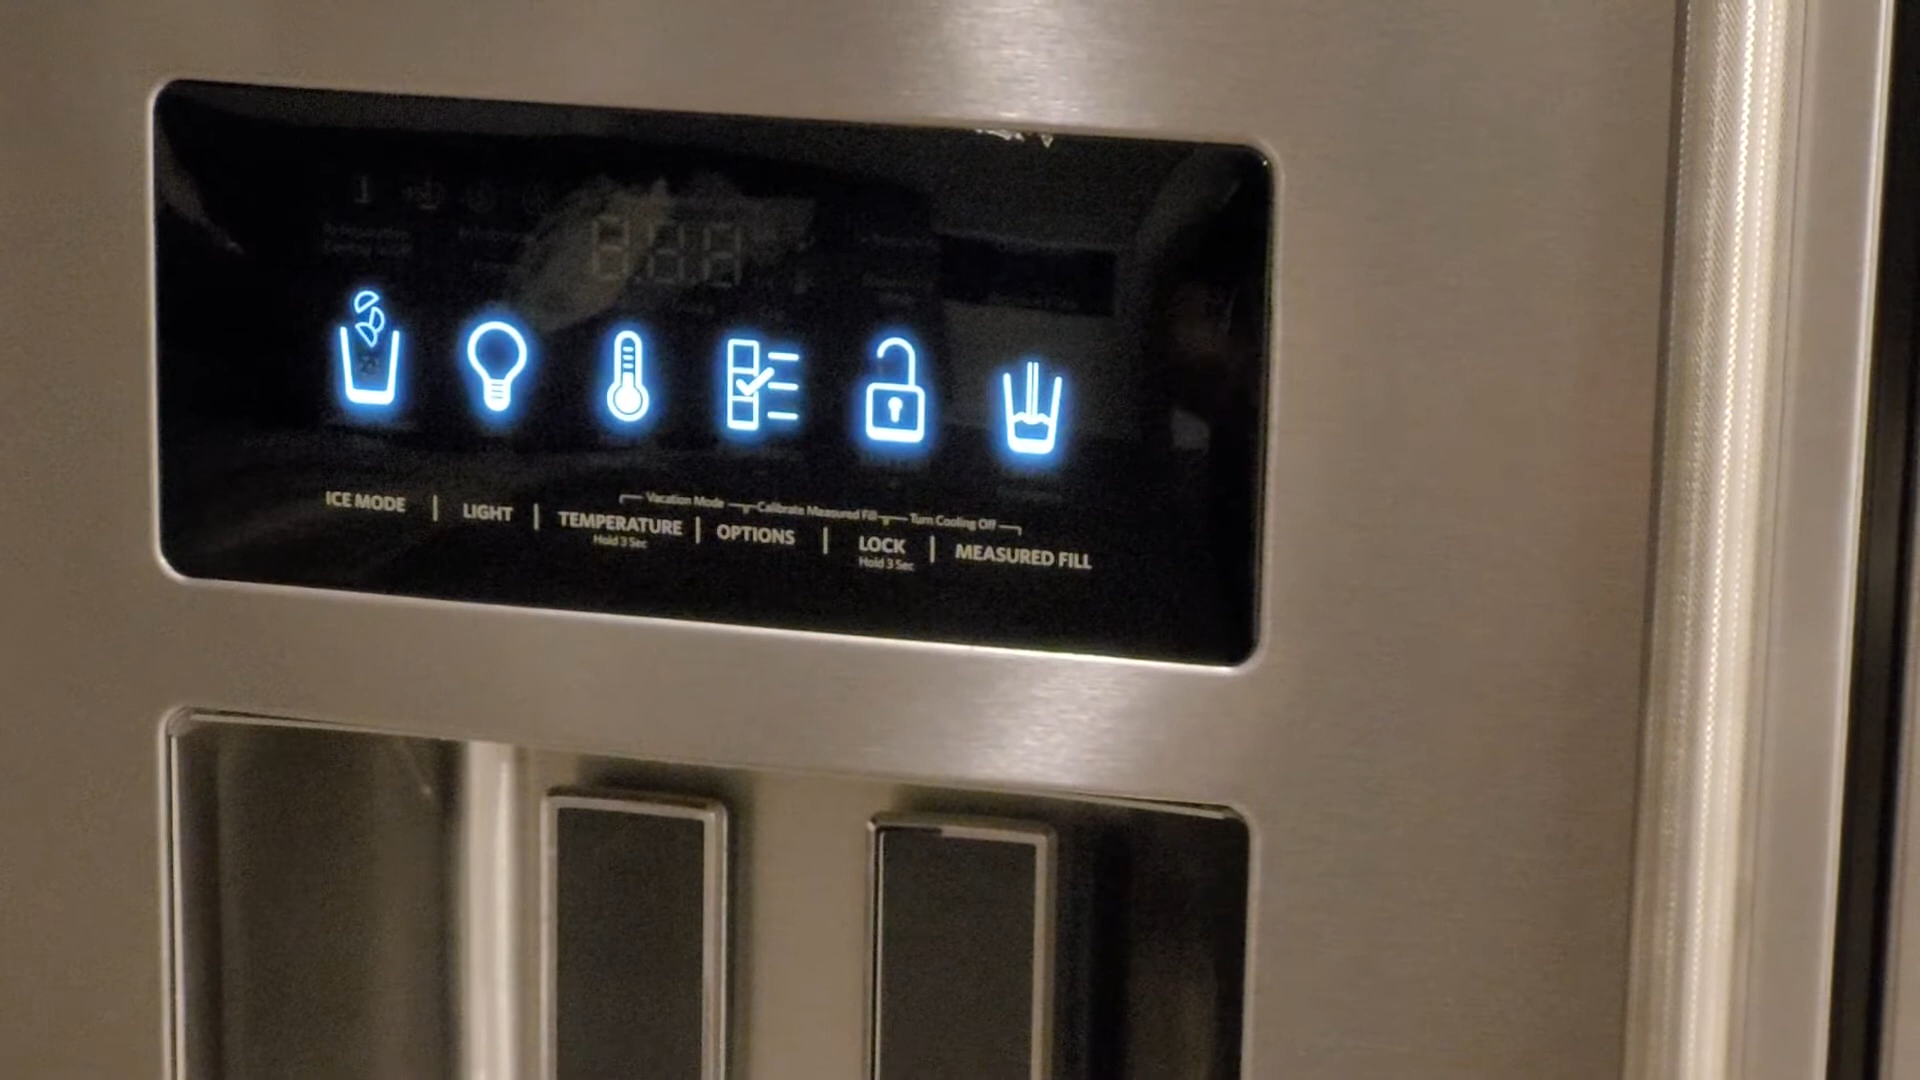 Vacation Mode Calibrate Measured Fill Turn Cooling Off
ICE MODE | LIGHT | TEMPERATURE | OPTIONS | LOCK | MEASURED FILL
Hold 3 Sec Hold 3 Sec